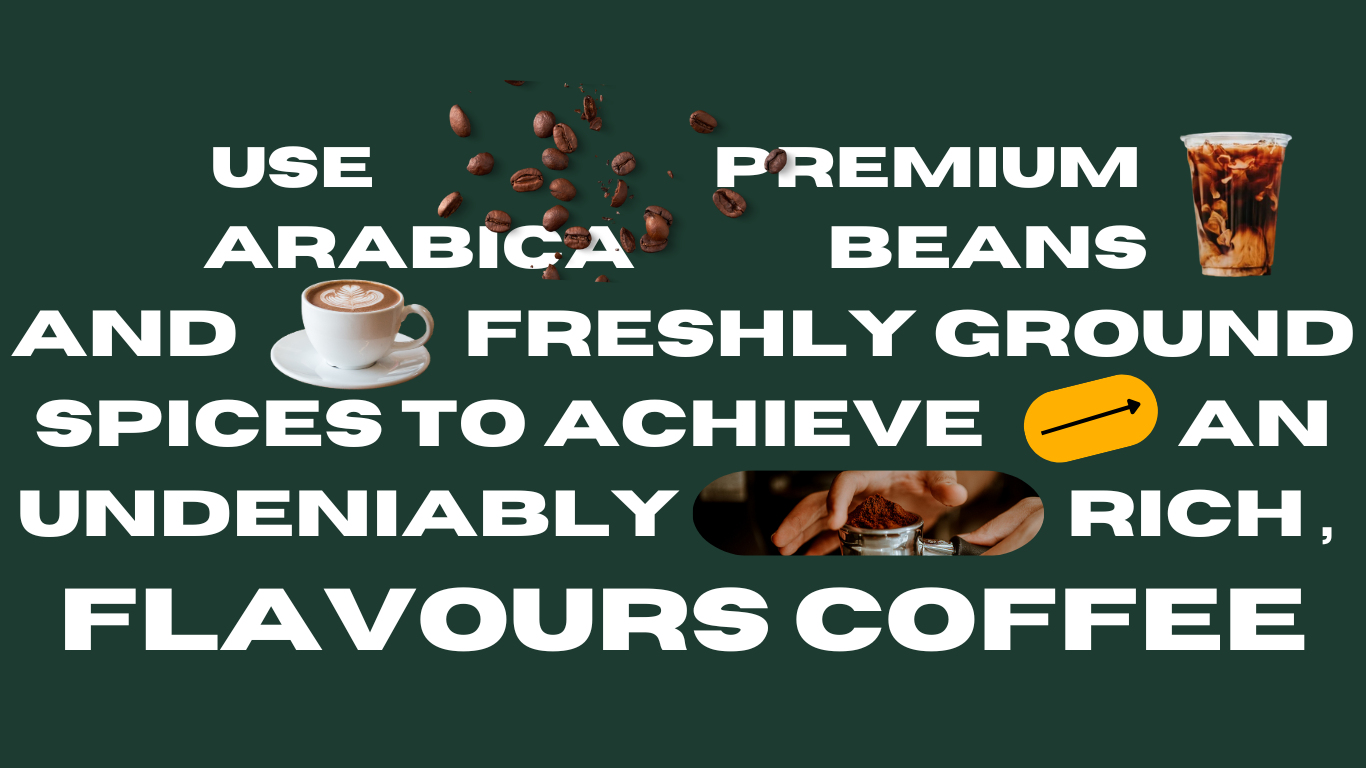 USE PREMIUM
ARABICA BEANS
AND FRESHLY GROUND
SPICES TO ACHIEVE AN
UNDENIABLY RICH ,
FLAVOURS COFFEE